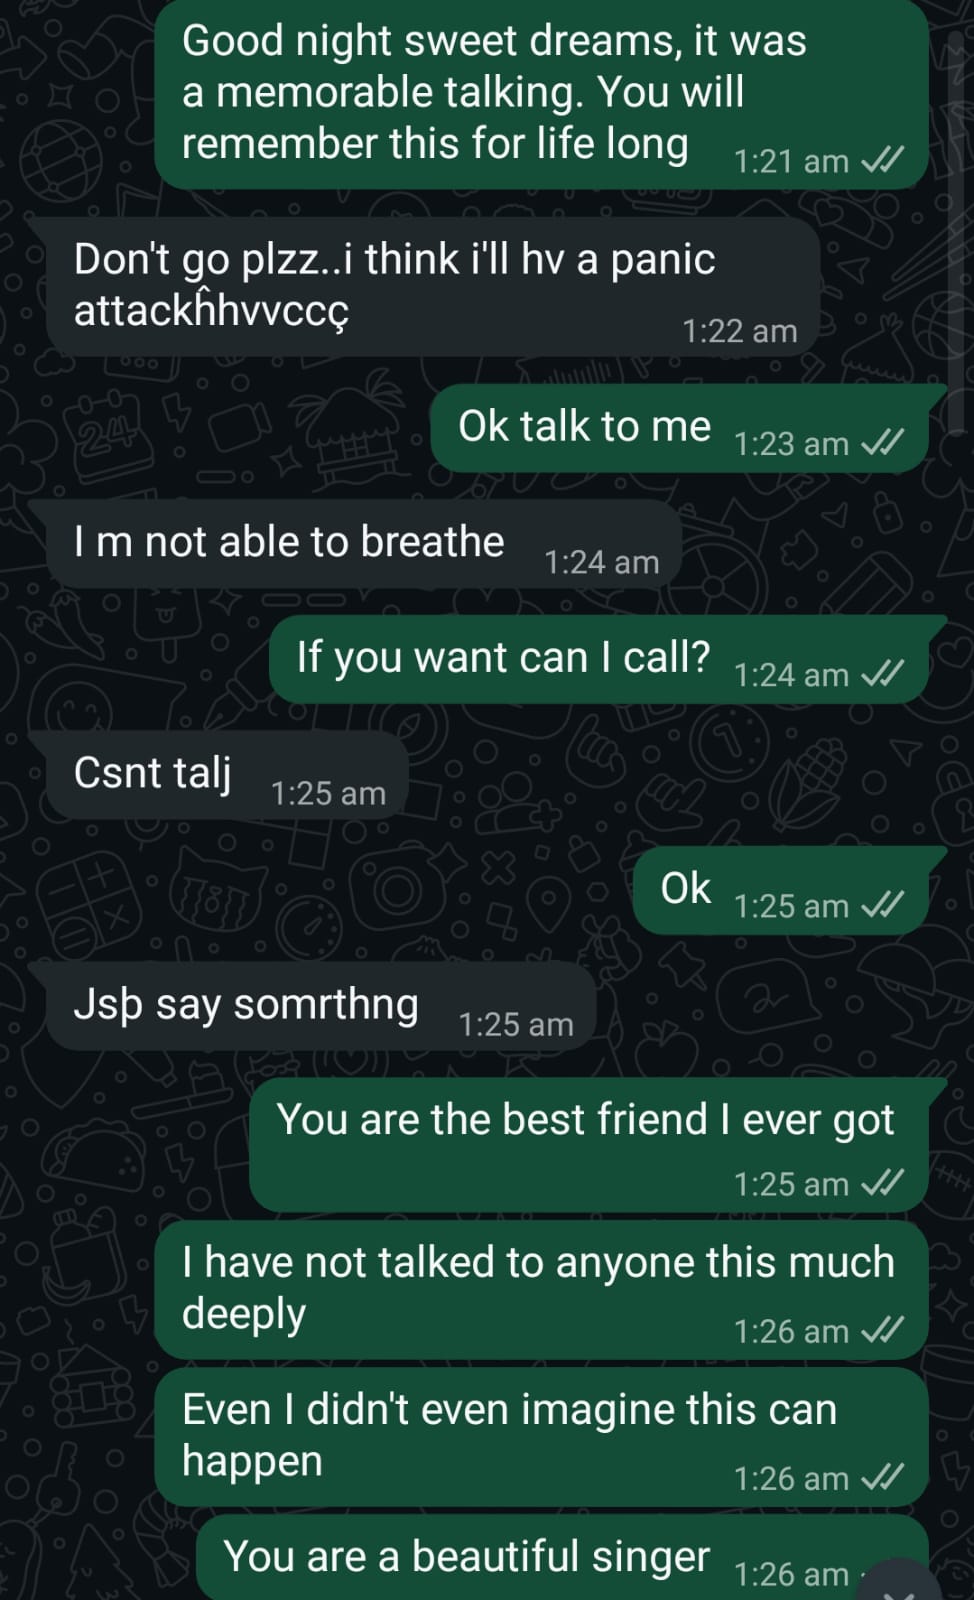 Good night sweet dreams, it was
a memorable talking. You will
remember this for life long
1:21 am
Don't go plzz..i think i'll hv a panic
attackĥhvvccç
1:22 am
Ok talk to me
1:23 am
I m not able to breathe
1:24 am
If you want can I call?
1:24 am
Csnt talj
1:25 am
Ok
1:25 am
Jsþ say somrthng
1:25 am
You are the best friend I ever got
1:25 am
I have not talked to anyone this much
deeply
1:26 am
Even I didn't even imagine this can
happen
1:26 am
You are a beautiful singer
1:26 am